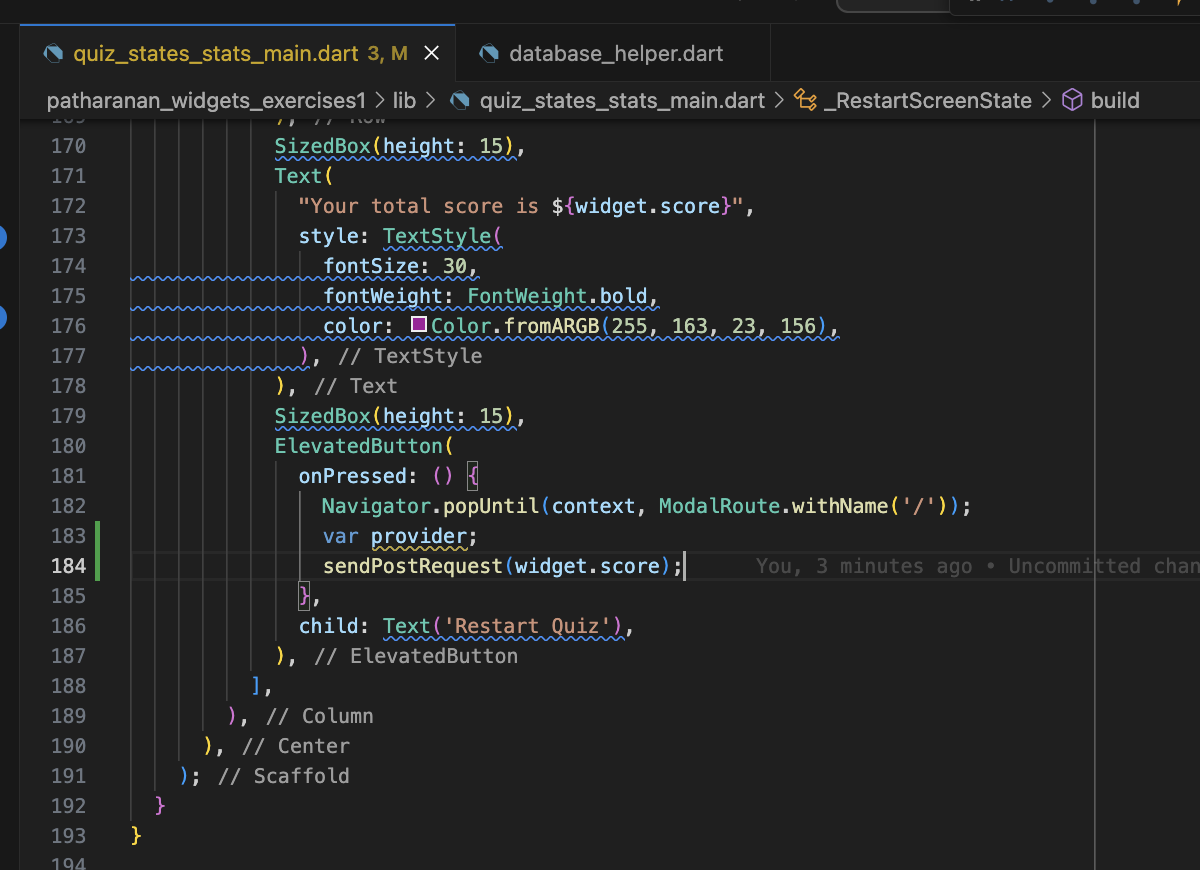 quiz_states_stats_main.dart 3, M
database_helper.dart
patharanan_widgets_exercises1 > lib > quiz_states_stats_main.dart > _RestartScreenState > build
169 ), // Row
170 SizedBox(height: 15),
171 Text(
172 "Your total score is ${widget.score}",
173 style: TextStyle(
174 fontSize: 30,
175 fontWeight: FontWeight.bold,
176 color: Color.fromARGB(255, 163, 23, 156),
177 ), // TextStyle
178 ), // Text
179 SizedBox(height: 15),
180 ElevatedButton(
181 onPressed: () {
182 Navigator.popUntil(context, ModalRoute.withName('/'));
183 var provider;
184 sendPostRequest(widget.score); You, 3 minutes ago • Uncommitted chan
185 },
186 child: Text('Restart Quiz'),
187 ), // ElevatedButton
188 ],
189 ), // Column
190 ), // Center
191 ); // Scaffold
192 }
193 }
194